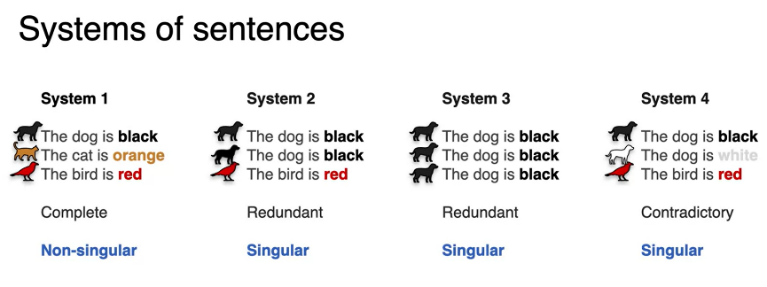 Systems of sentences
System 1
The dog is black
The cat is orange
The bird is red
Complete
Non-singular
System 2
The dog is black
The dog is black
The bird is red
Redundant
Singular
System 3
The dog is black
The dog is black
The dog is black
Redundant
Singular
System 4
The dog is black
The dog is white
The bird is red
Contradictory
Singular